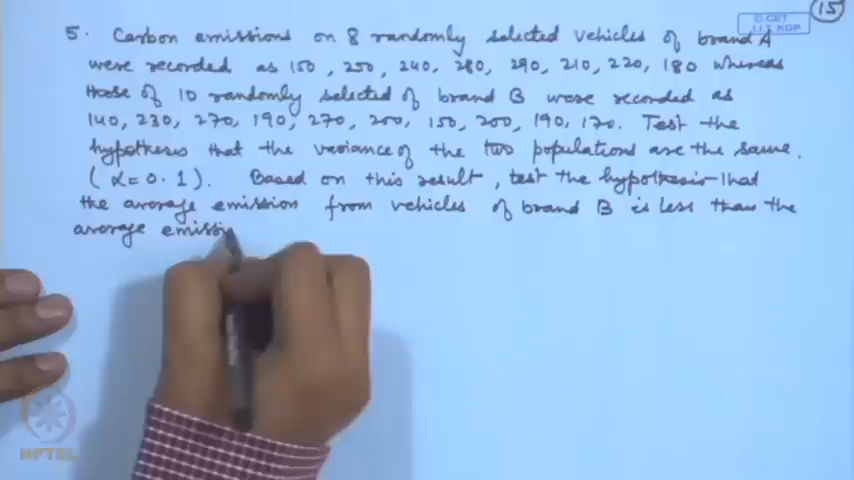 15
© CET
I.I.T. KGP
5. Carbon emissions on 8 randomly selected vehicles of brand A
were recorded as 150, 250, 240, 280, 290, 210, 220, 180 whereas
those of 10 randomly selected of brand B were recorded as
140, 230, 270, 190, 270, 200, 150, 200, 190, 170. Test the
hypothesis that the variance of the two populations are the same.
(α=0.1). Based on this result, test the hypothesis that
the average emission from vehicles of brand B is less than the
average emissi
NPTEL